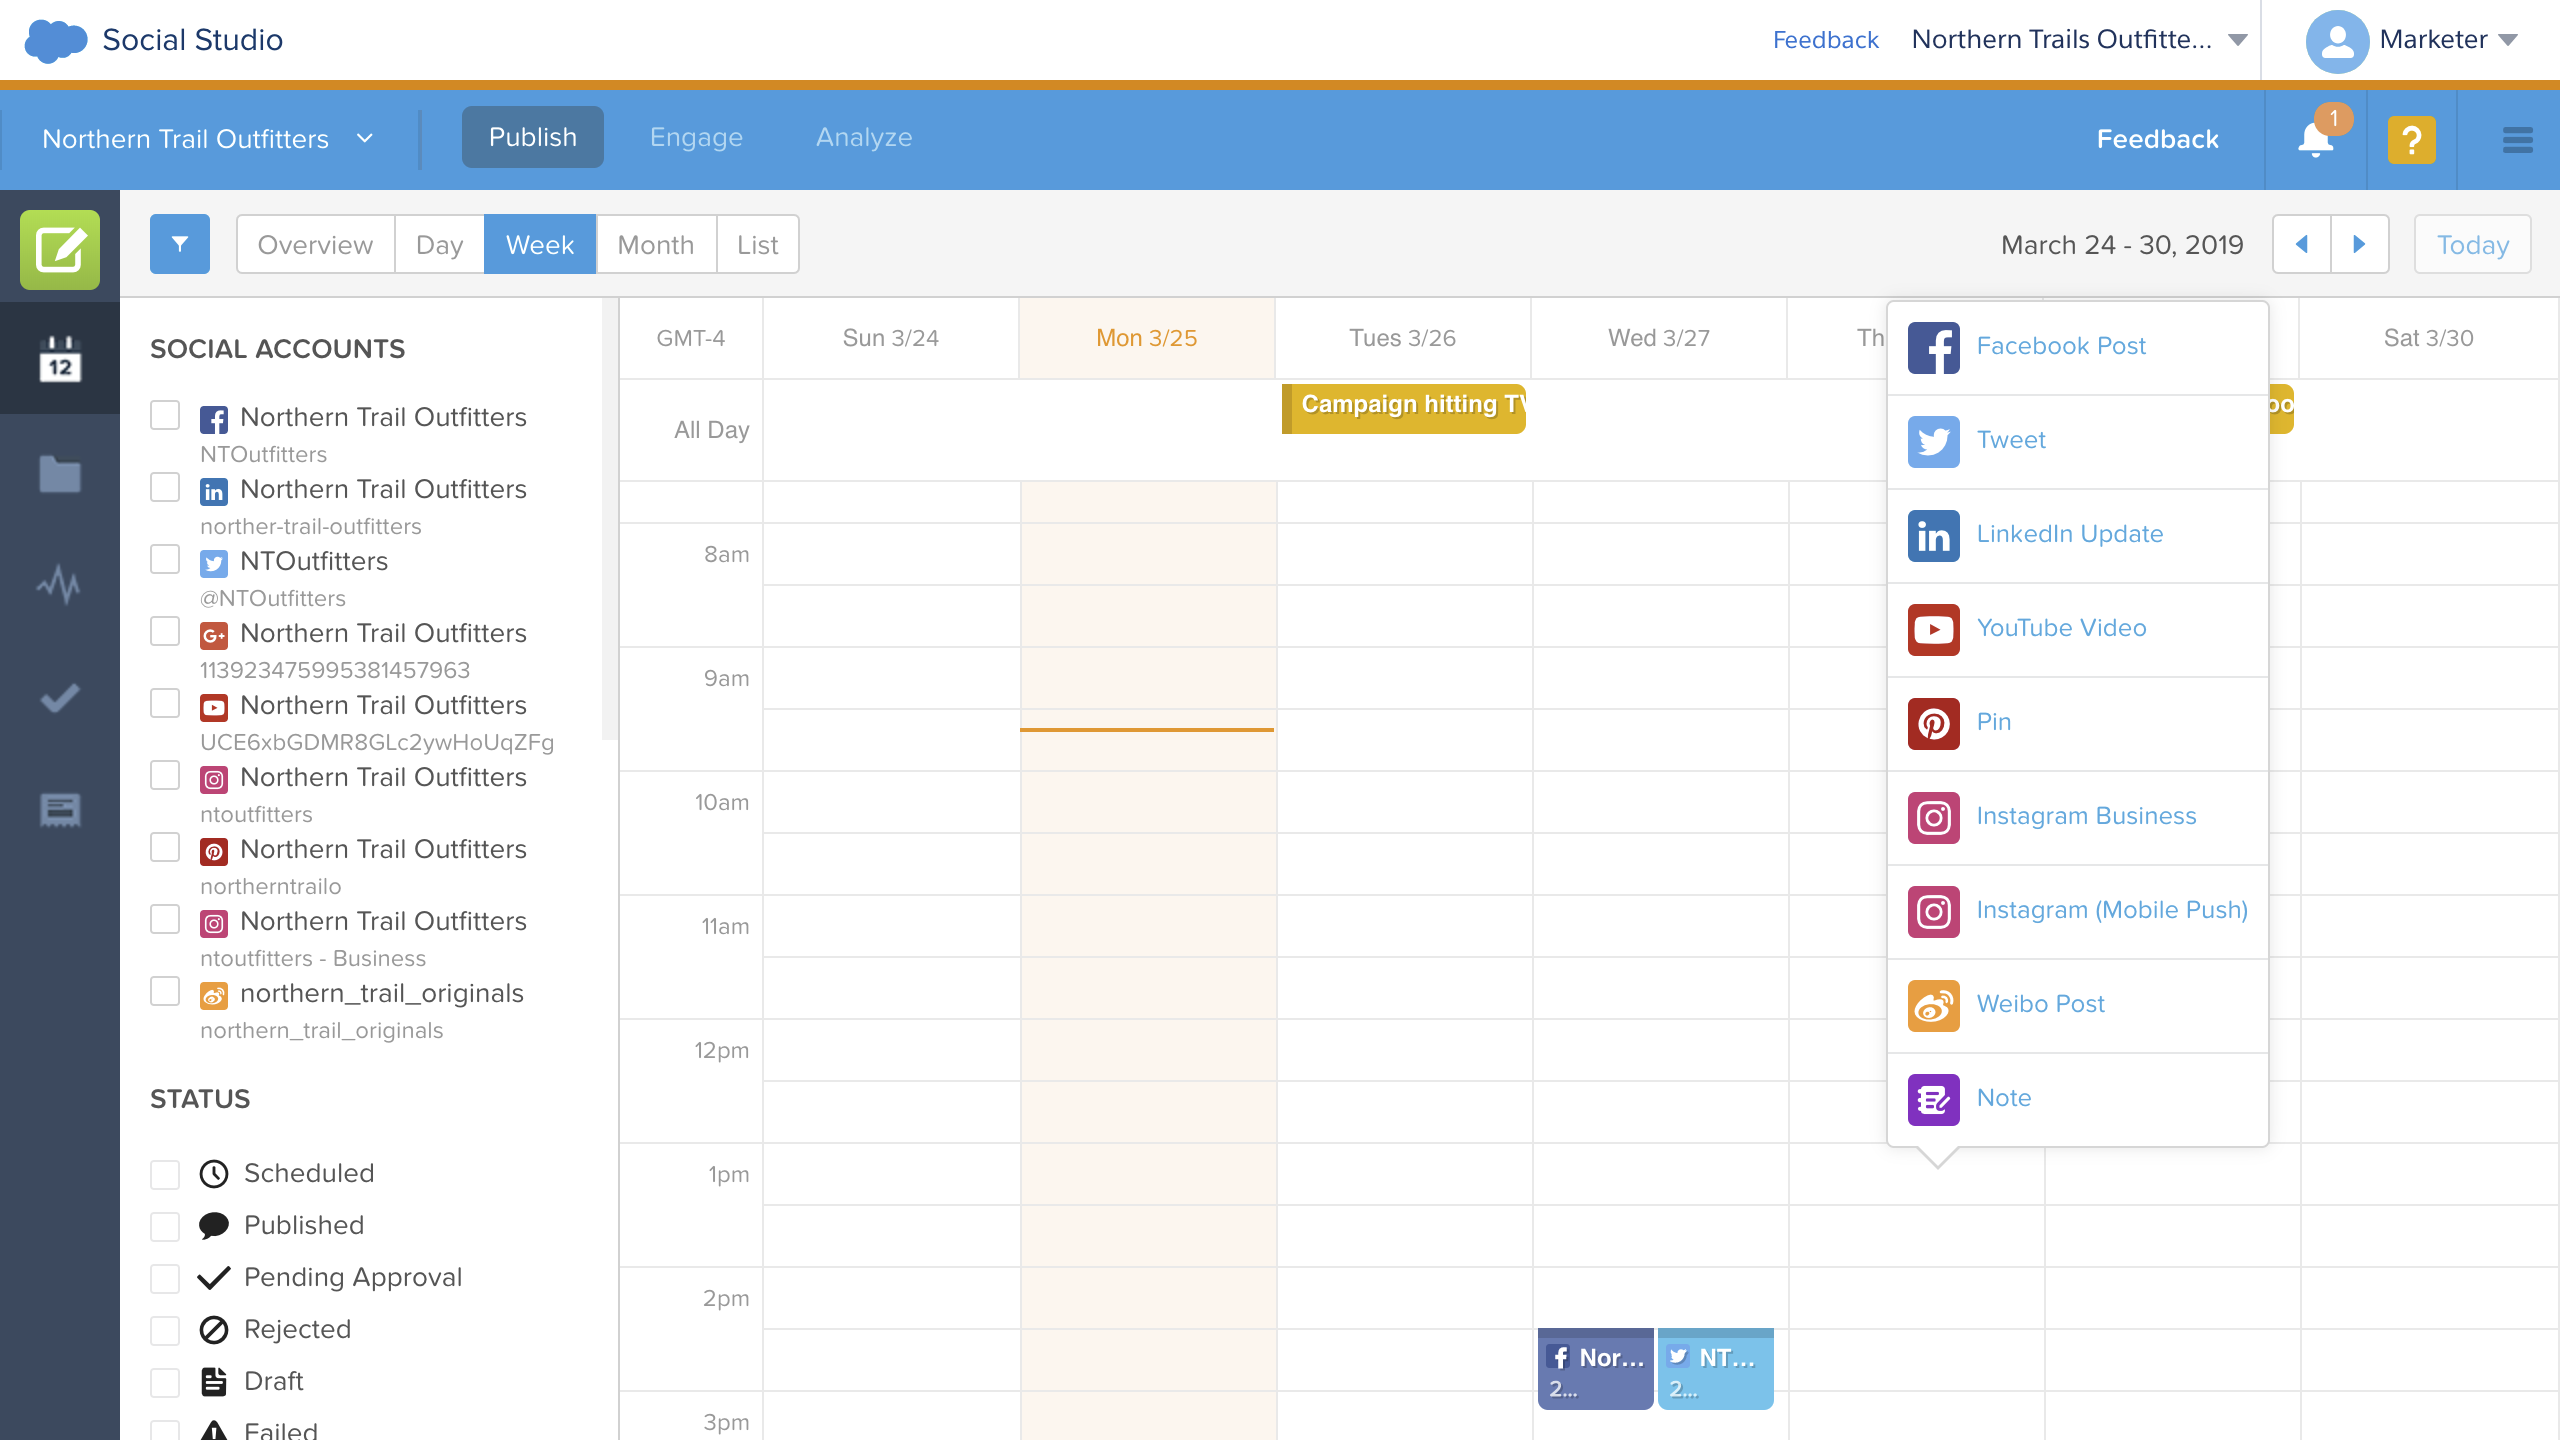 Social Studio
Feedback
Northern Trails Outfitte...
Marketer
Northern Trail Outfitters
Publish
Engage
Analyze
Feedback
1
?
Overview
Day
Week
Month
List
March 24 - 30, 2019
Today
12
SOCIAL ACCOUNTS
Northern Trail Outfitters
NTOutfitters
Northern Trail Outfitters
norther-trail-outfitters
NTOutfitters
@NTOutfitters
Northern Trail Outfitters
113923475995381457963
Northern Trail Outfitters
UCE6xbGDMR8GLc2ywHoUqZFg
Northern Trail Outfitters
ntoutfitters
Northern Trail Outfitters
northerntrailo
Northern Trail Outfitters
ntoutfitters - Business
northern_trail_originals
northern_trail_originals
STATUS
Scheduled
Published
Pending Approval
Rejected
Draft
Failed
GMT-4
Sun 3/24
Mon 3/25
Tues 3/26
Wed 3/27
Th
Sat 3/30
All Day
Campaign hitting TV
8am
9am
10am
11am
12pm
1pm
2pm
3pm
Nor...
2...
NT...
2...
Facebook Post
Tweet
LinkedIn Update
YouTube Video
Pin
Instagram Business
Instagram (Mobile Push)
Weibo Post
Note